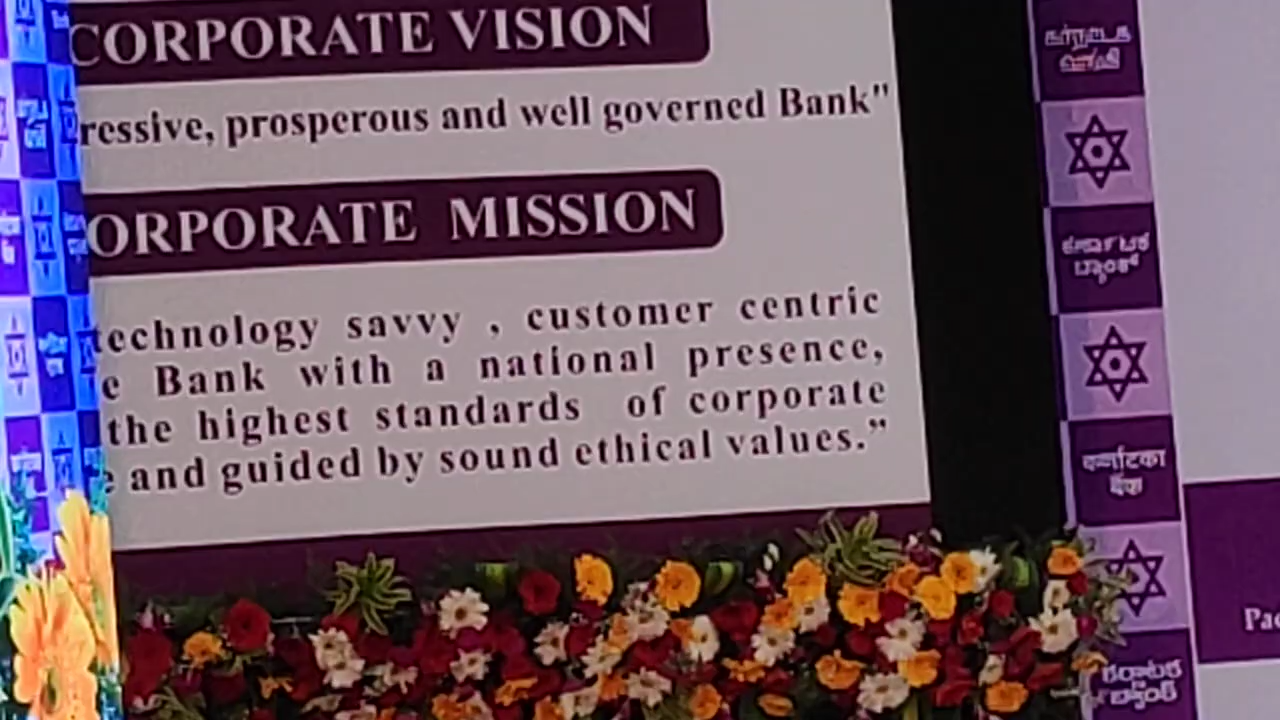 CORPORATE VISION
ressive, prosperous and well governed Bank"
ORPORATE MISSION
technology savvy , customer centric
e Bank with a national presence,
the highest standards of corporate
e and guided by sound ethical values.”
ಕರ್ಣಾಟಕ
ಬ್ಯಾಂಕ್
कर्णाटका
बैंक